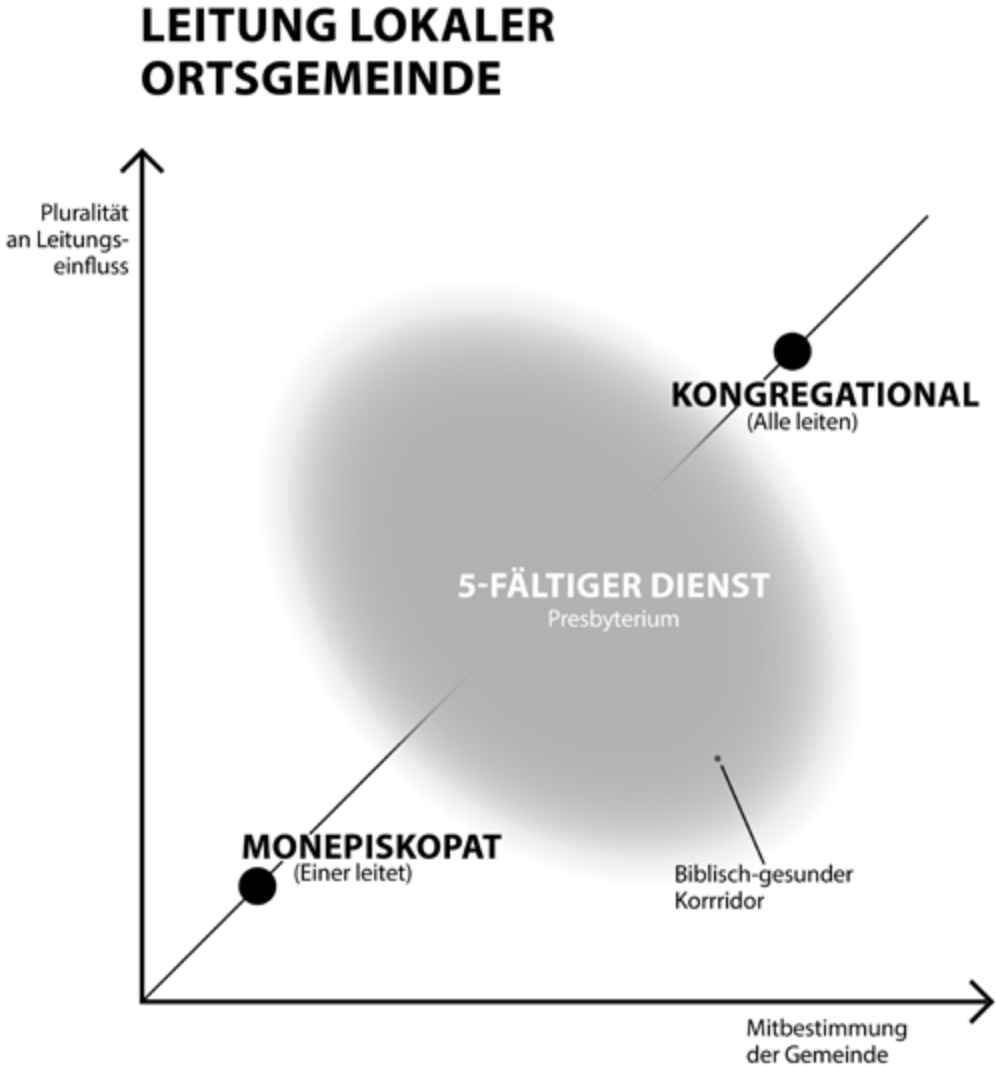 LEITUNG LOKALER
ORTSGEMEINDE
Pluralität
an Leitungs-
einfluss
KONGREGATIONAL
(Alle leiten)
5-FÄLTIGER DIENST
Presbyterium
MONEPISKOPAT
(Einer leitet)
Biblisch-gesunder
Korrridor
Mitbestimmung
der Gemeinde